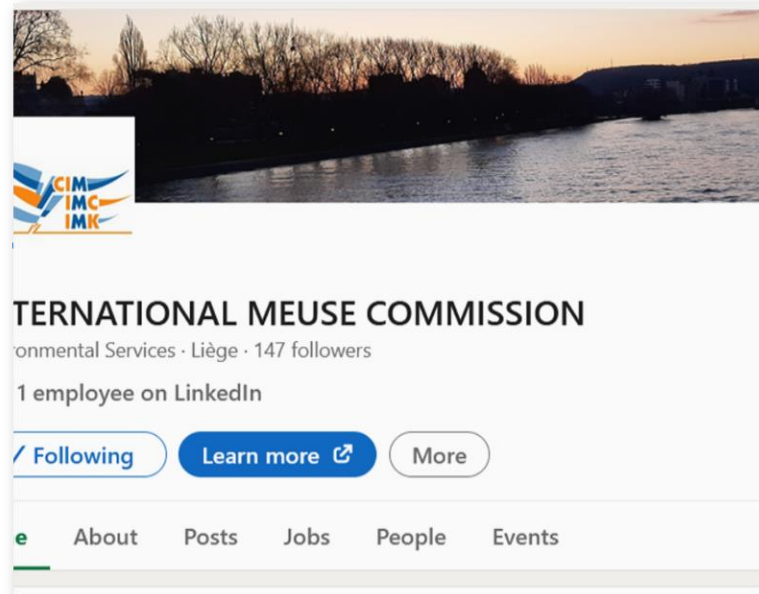 CIM
IMC
IMK
TERNATIONAL MEUSE COMMISSION
ronmental Services · Liège · 147 followers
1 employee on LinkedIn
Following
Learn more
More
e About Posts Jobs People Events